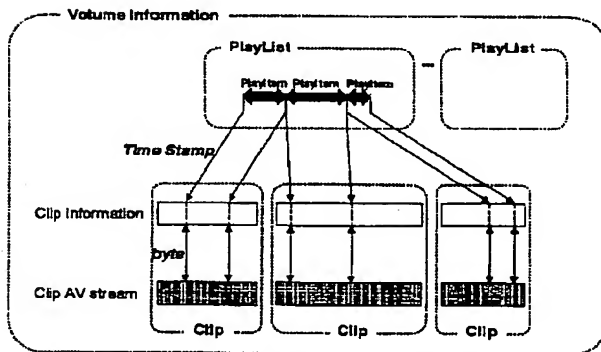 Volume Information
PlayList
PlayList
PlayItem PlayItem PlayItem
Time Stamp
Clip Information
byte
Clip AV stream
Clip
Clip
Clip